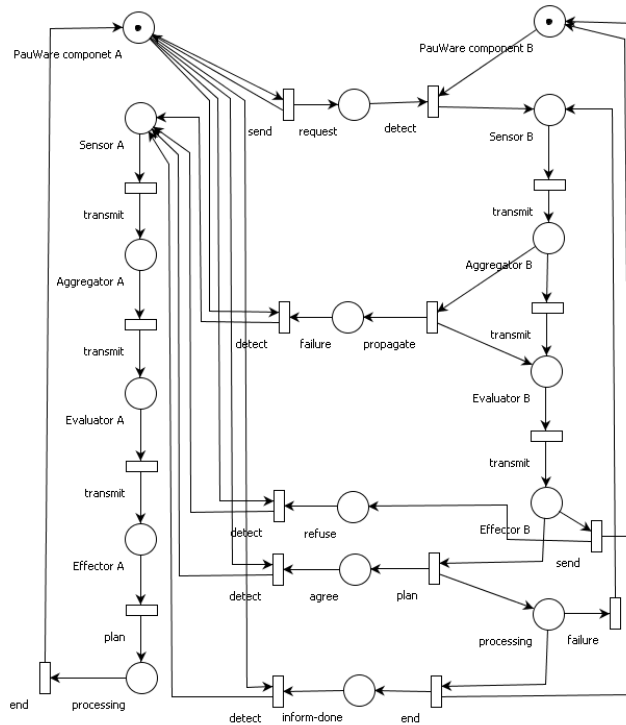 PauWare componet A
PauWare component B
send
request
detect
Sensor A
Sensor B
transmit
transmit
Aggregator A
Aggregator B
transmit
transmit
detect
failure
propagate
Evaluator A
Evaluator B
transmit
transmit
detect
refuse
Effector B
send
Effector A
detect
agree
plan
plan
processing
failure
end
processing
detect
inform-done
end